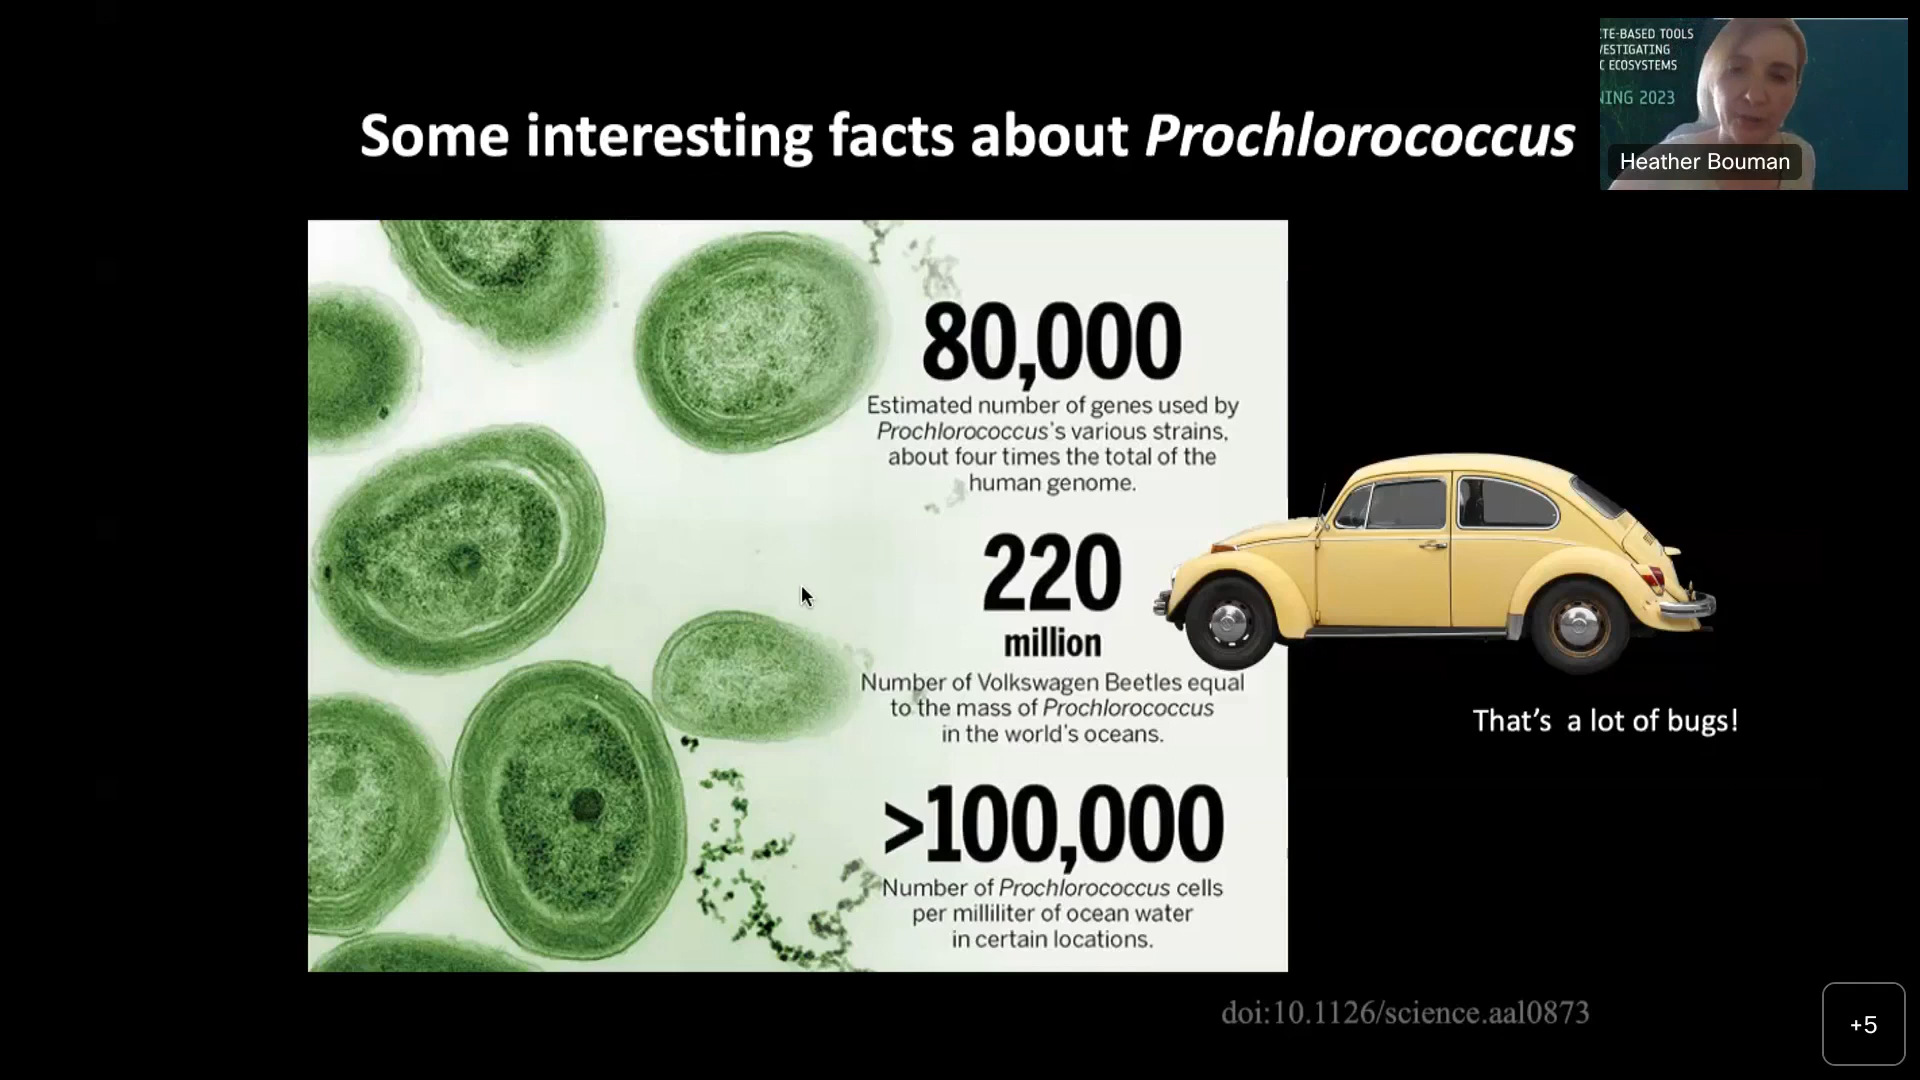 Some interesting facts about Prochlorococcus
TE-BASED TOOLS
VESTIGATING
C ECOSYSTEMS
NING 2023
Heather Bouman
80,000
Estimated number of genes used by
Prochlorococcus's various strains,
about four times the total of the
human genome.
220
million
Number of Volkswagen Beetles equal
to the mass of Prochlorococcus
in the world's oceans.
That's  a lot of bugs!
>100,000
Number of Prochlorococcus cells
per milliliter of ocean water
in certain locations.
doi:10.1126/science.aal0873
+5